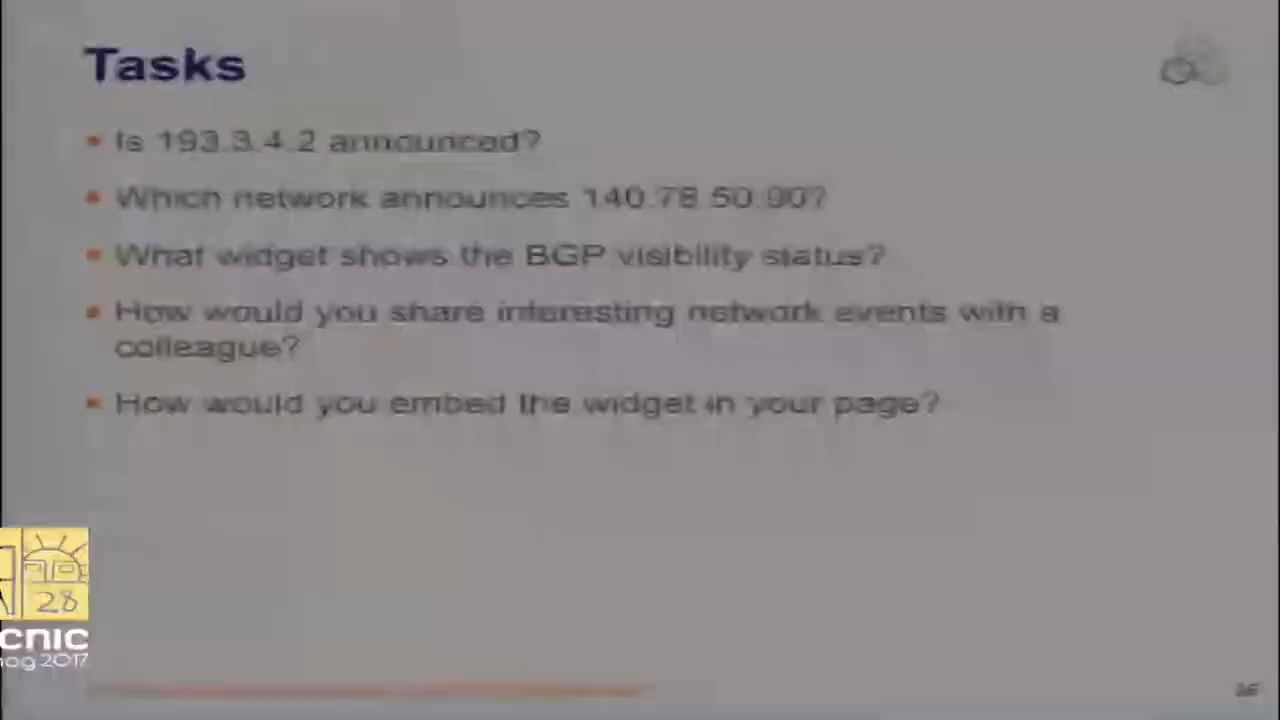 Tasks
Is 193.3.4.2 announced?
Which network announces 140.78.50.90?
What widget shows the BGP visibility status?
How would you share interesting network events with a
colleague?
How would you embed the widget in your page?
28
cnic
nog 2017